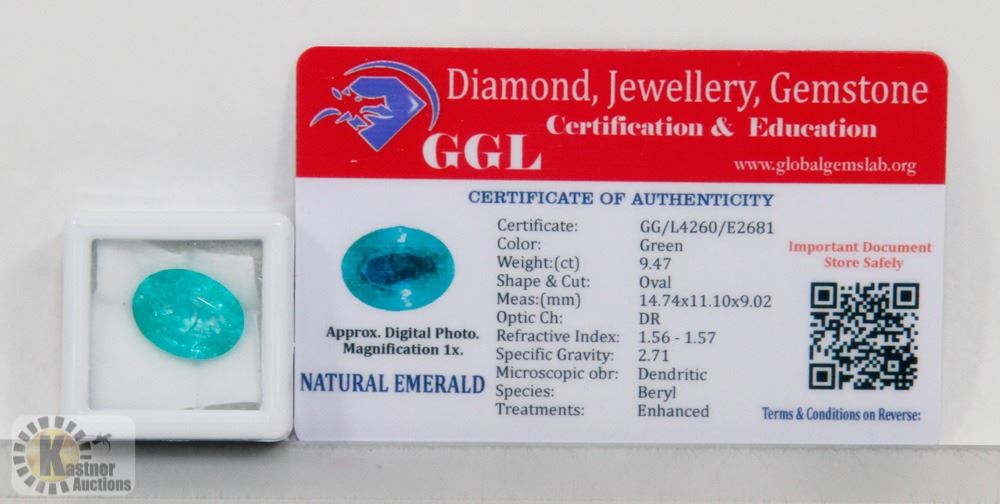 Diamond, Jewellery, Gemstone
Certification & Education
GGL
www.globalgemslab.org
CERTIFICATE OF AUTHENTICITY
Certificate: GG/L4260/E2681
Color: Green
Weight:(ct) 9.47
Shape & Cut: Oval
Meas:(mm) 14.74x11.10x9.02
Optic Ch: DR
Refractive Index: 1.56 - 1.57
Specific Gravity: 2.71
Microscopic obr: Dendritic
Species: Beryl
Treatments: Enhanced
Approx. Digital Photo.
Magnification 1x.
NATURAL EMERALD
Important Document
Store Safely
Terms & Conditions on Reverse:
Kastner
Auctions